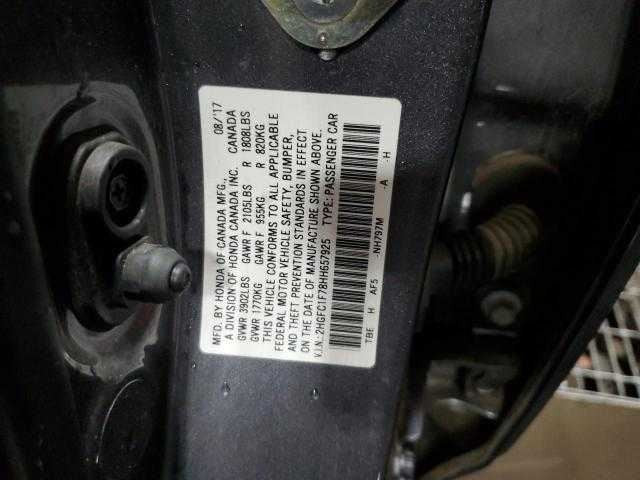 MFD. BY HONDA OF CANADA MFG., 08/'17
A DIVISION OF HONDA CANADA INC. CANADA
GVWR 3902LBS GAWR F 2105LBS R 1808LBS
GVWR 1770KG GAWR F 955KG R 820KG
THIS VEHICLE CONFORMS TO ALL APPLICABLE
FEDERAL MOTOR VEHICLE SAFETY, BUMPER,
AND THEFT PREVENTION STANDARDS IN EFFECT
ON THE DATE OF MANUFACTURE SHOWN ABOVE.
V.I.N.:2HGFC1F78HH657925 TYPE:PASSENGER CAR
TBE H AF5 -NH797M -A -H